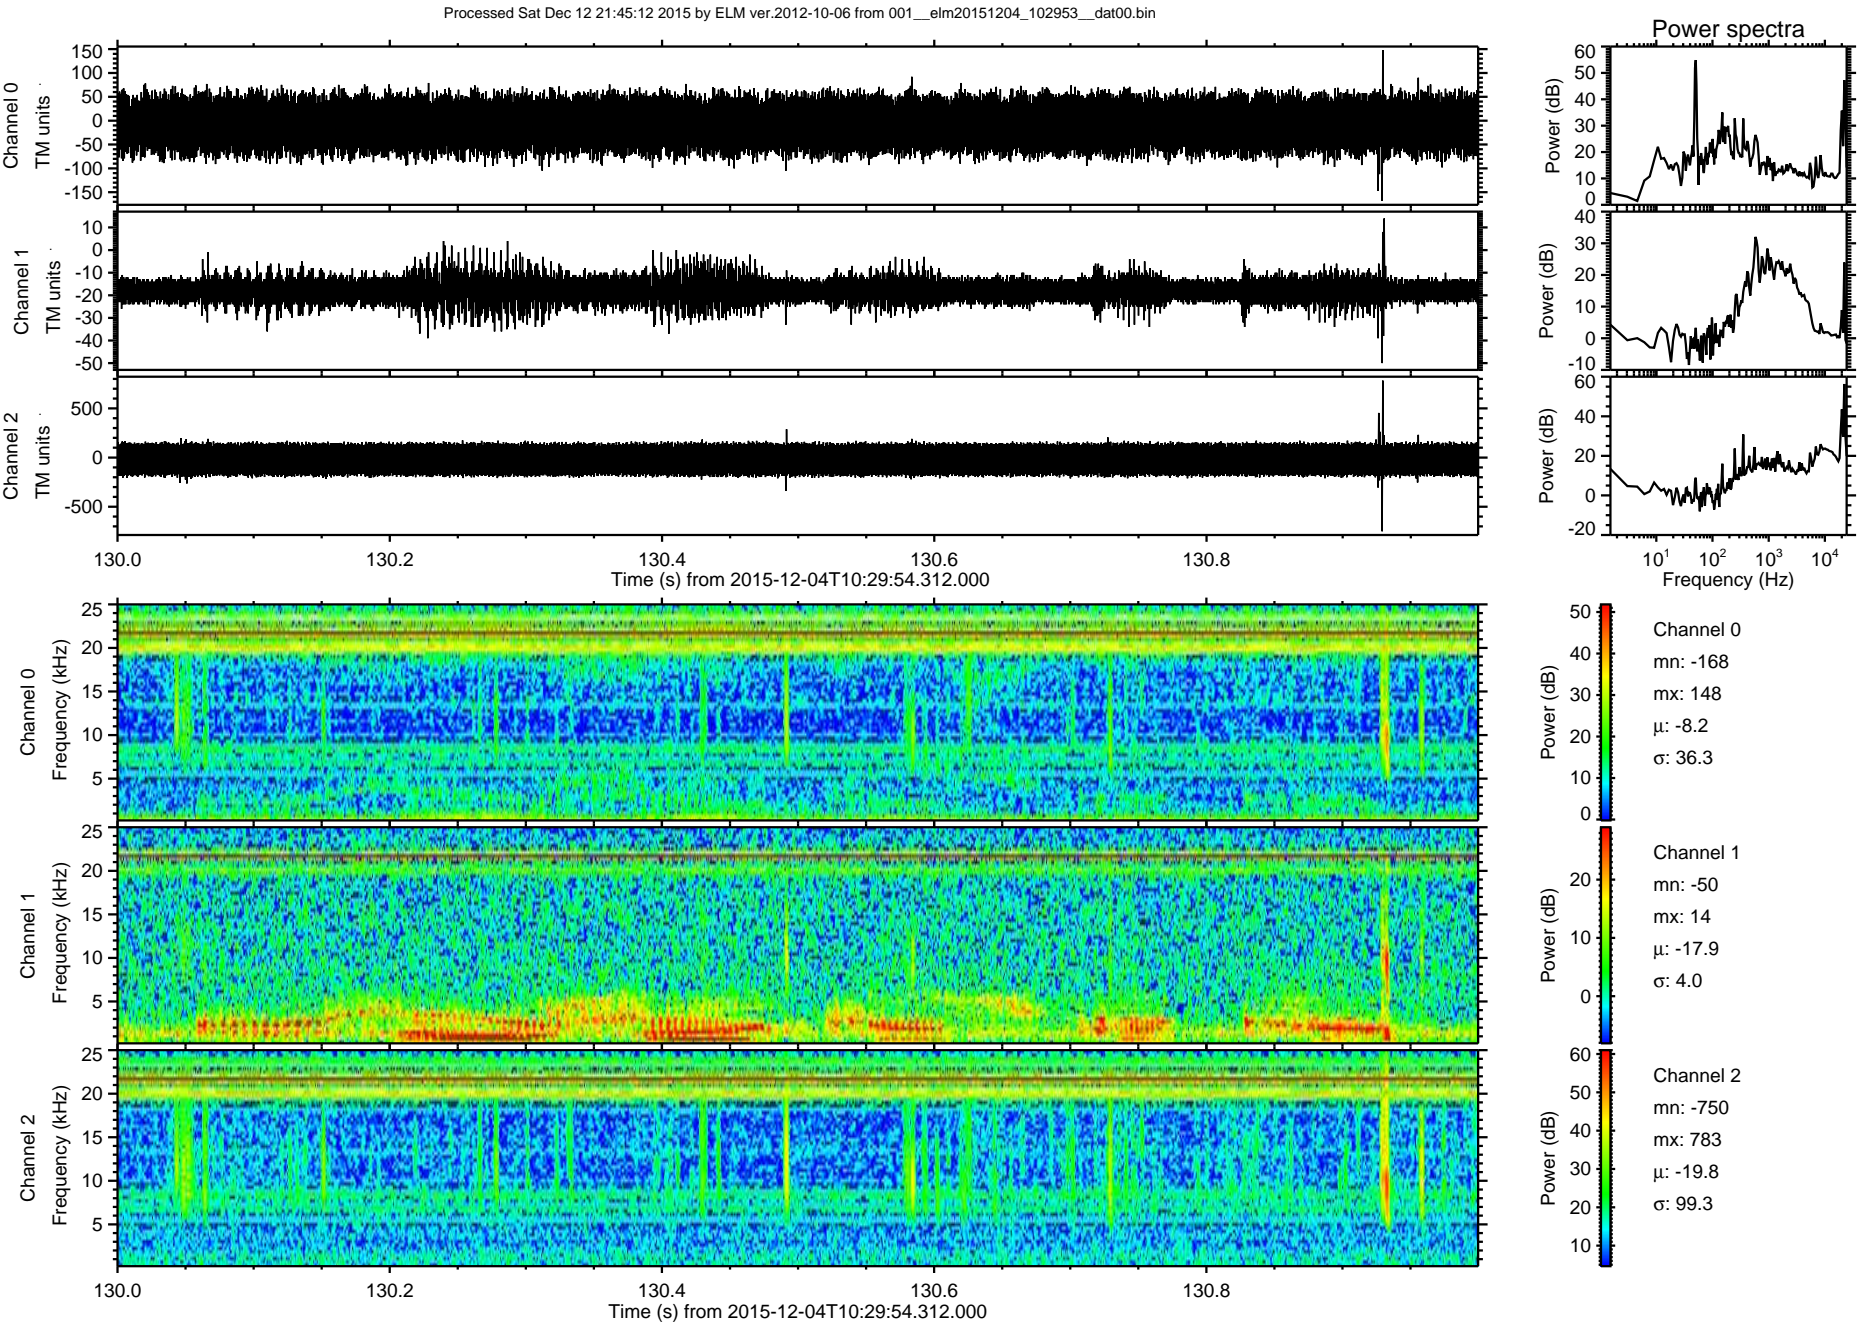 Processed Sat Dec 12 21:45:12 2015 by ELM ver.2012-10-06 from 001__elm20151204_102953__dat00.bin
Power spectra
Channel 0
TM units
150
100
50
0
-50
-100
-150
Power (dB)
60
50
40
30
20
10
0
Channel 1
TM units
10
0
-10
-20
-30
-40
-50
Power (dB)
40
30
20
10
0
-10
Channel 2
TM units
500
0
-500
Power (dB)
60
40
20
0
-20
130.0 130.2 130.4 130.6 130.8
Time (s) from 2015-12-04T10:29:54.312.000
10^1 10^2 10^3 10^4
Frequency (Hz)
Channel 0
Frequency (kHz)
25
20
15
10
5
Power (dB)
50
40
30
20
10
0
Channel 0
mn: -168
mx: 148
μ: -8.2
σ: 36.3
Channel 1
Frequency (kHz)
25
20
15
10
5
Power (dB)
20
10
0
Channel 1
mn: -50
mx: 14
μ: -17.9
σ: 4.0
Channel 2
Frequency (kHz)
25
20
15
10
5
Power (dB)
60
50
40
30
20
10
Channel 2
mn: -750
mx: 783
μ: -19.8
σ: 99.3
130.0 130.2 130.4 130.6 130.8
Time (s) from 2015-12-04T10:29:54.312.000